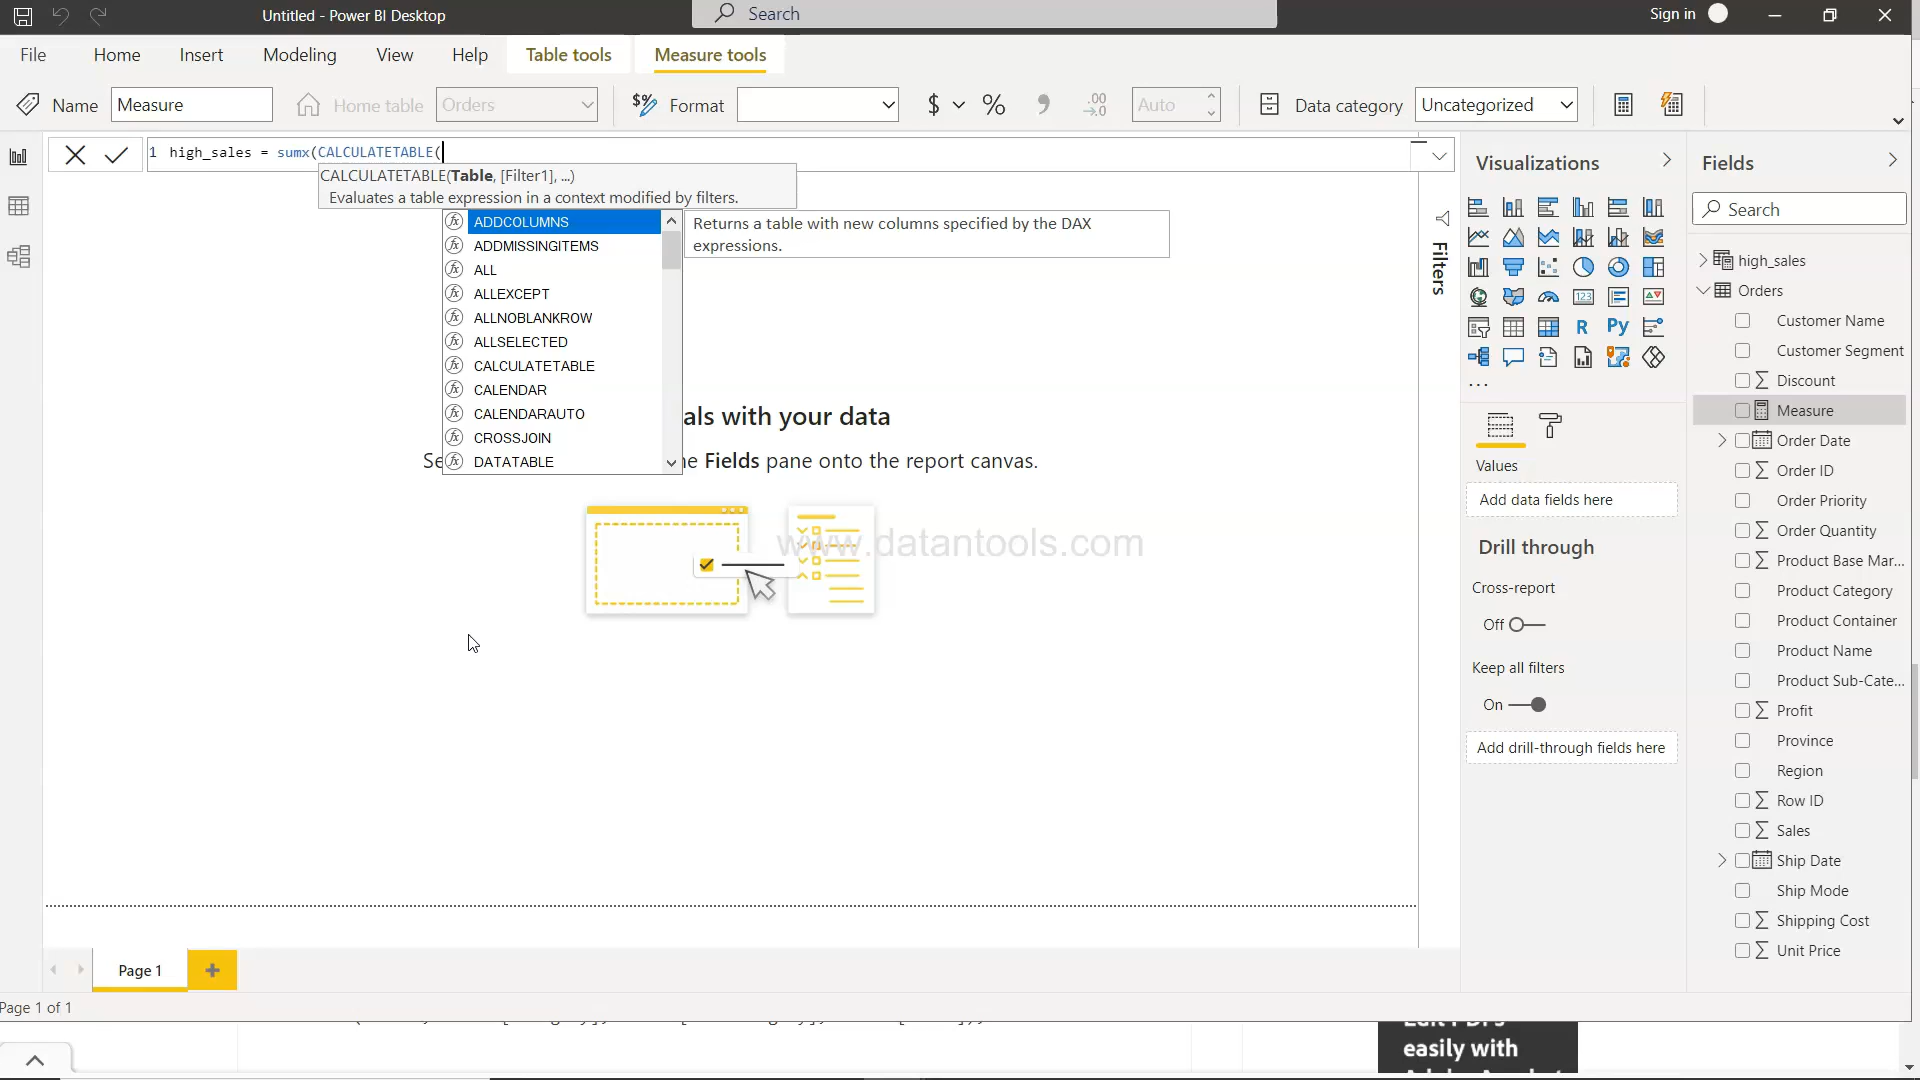 Untitled - Power BI Desktop
Search
Sign in
File Home Insert Modeling View Help Table tools Measure tools
Name Measure Home table Orders Format Auto Data category Uncategorized
1 high_sales = sumx(CALCULATETABLE(
CALCULATETABLE(Table, [Filter1], ...)
Evaluates a table expression in a context modified by filters.
ADDCOLUMNS
ADDMISSINGITEMS
ALL
ALLEXCEPT
ALLNOBLANKROW
ALLSELECTED
CALCULATETABLE
CALENDAR
CALENDARAUTO
CROSSJOIN
DATATABLE
Returns a table with new columns specified by the DAX
expressions.
als with your data
Se
ne Fields pane onto the report canvas.
www.datantools.com
Filters
Visualizations
Values
Add data fields here
Drill through
Cross-report
Off
Keep all filters
On
Add drill-through fields here
Fields
Search
high_sales
Orders
Customer Name
Customer Segment
Discount
Measure
Order Date
Order ID
Order Priority
Order Quantity
Product Base Mar...
Product Category
Product Container
Product Name
Product Sub-Cate...
Profit
Province
Region
Row ID
Sales
Ship Date
Ship Mode
Shipping Cost
Unit Price
Page 1
Page 1 of 1
easily with